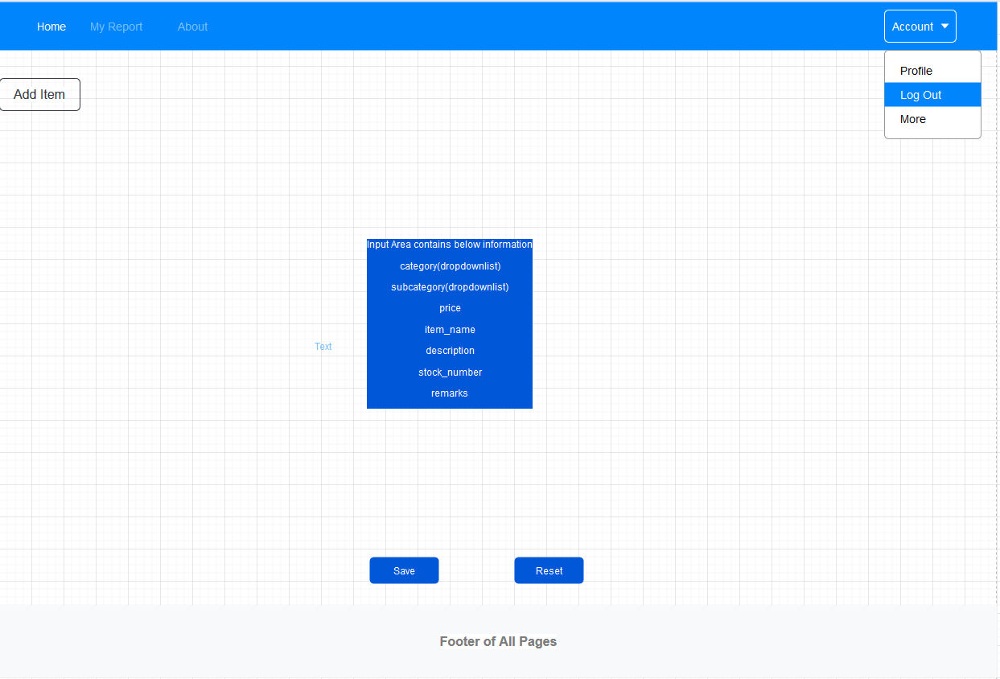 Home My Report About Account
Profile
Log Out
More
Add Item
Input Area contains below information
category(dropdownlist)
subcategory(dropdownlist)
price
item_name
description
stock_number
remarks
Text
Save Reset
Footer of All Pages